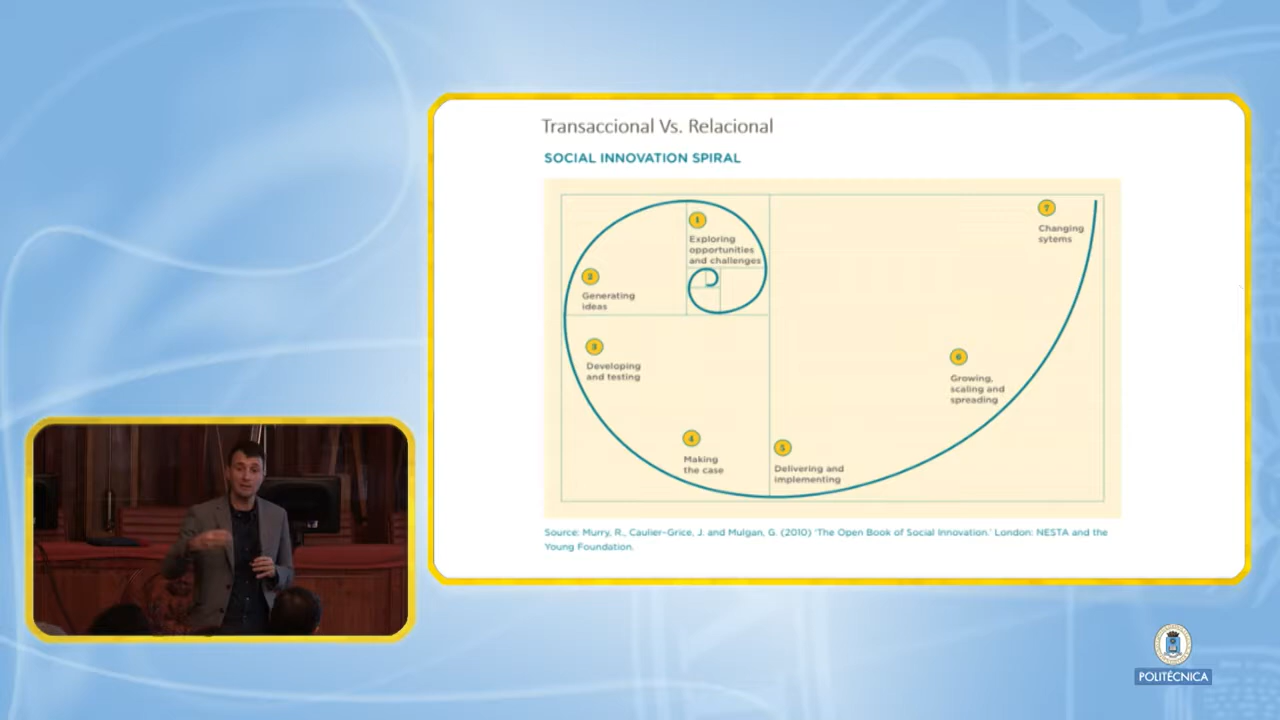 Transaccional Vs. Relacional
SOCIAL INNOVATION SPIRAL
1
Exploring
opportunities
and challenges
2
Generating
ideas
3
Developing
and testing
4
Making
the case
5
Delivering and
implementing
6
Growing,
scaling and
spreading
7
Changing
sytems
Source: Murry, R., Caulier-Grice, J. and Mulgan, G. (2010) 'The Open Book of Social Innovation.' London: NESTA and the
Young Foundation.
POLITÉCNICA